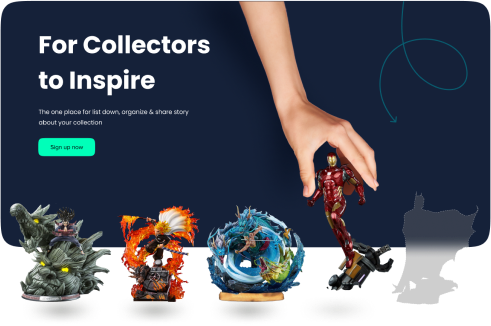 For Collectors
to Inspire
The one place for list down, organize & share story
about your collection
Sign up now